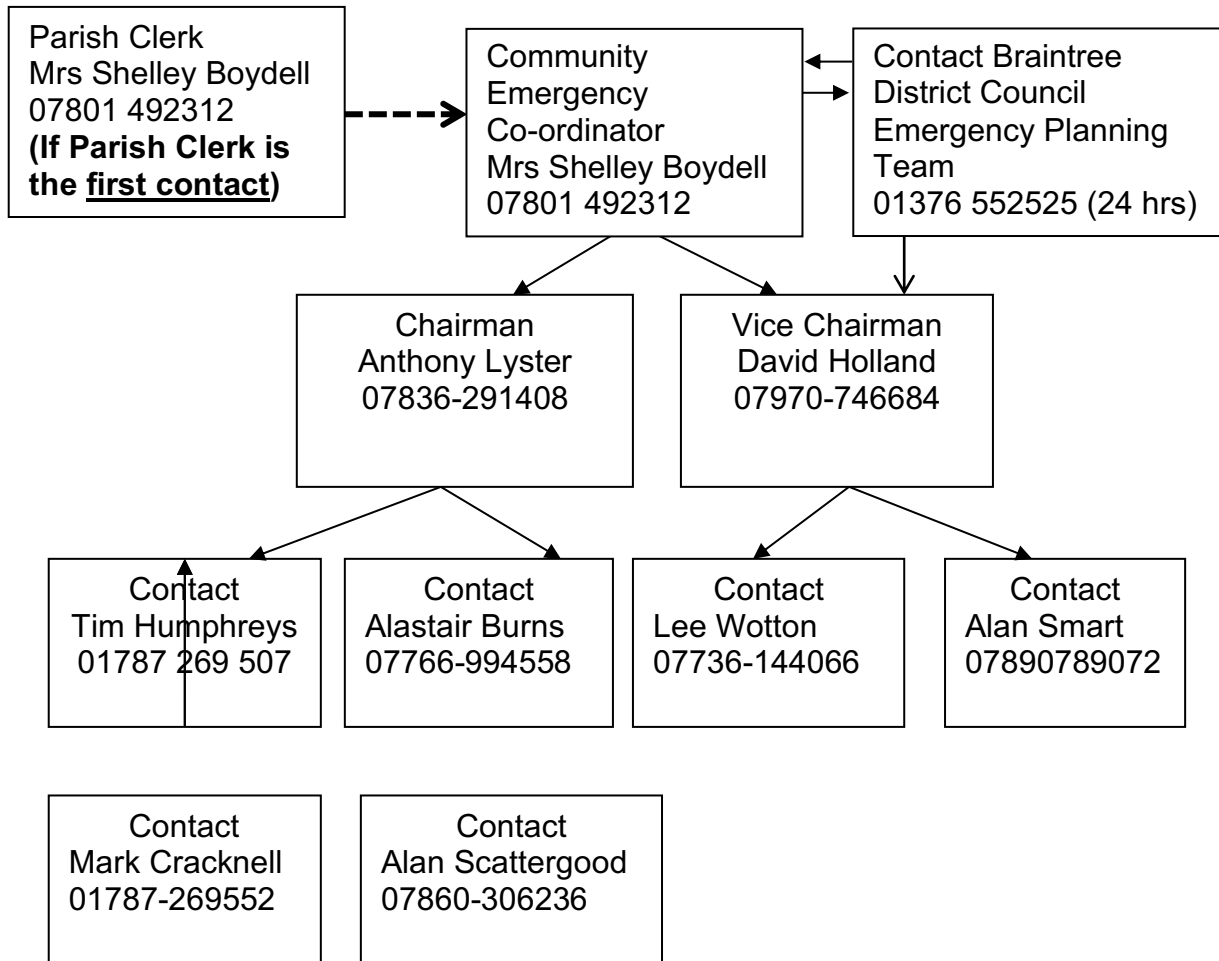 Parish Clerk
Mrs Shelley Boydell
07801 492312
(If Parish Clerk is
the first contact)
Community
Emergency
Co-ordinator
Mrs Shelley Boydell
07801 492312
Contact Braintree
District Council
Emergency Planning
Team
01376 552525 (24 hrs)
Chairman
Anthony Lyster
07836-291408
Vice Chairman
David Holland
07970-746684
Contact
Tim Humphreys
01787 269 507
Contact
Alastair Burns
07766-994558
Contact
Lee Wotton
07736-144066
Contact
Alan Smart
07890789072
Contact
Mark Cracknell
01787-269552
Contact
Alan Scattergood
07860-306236